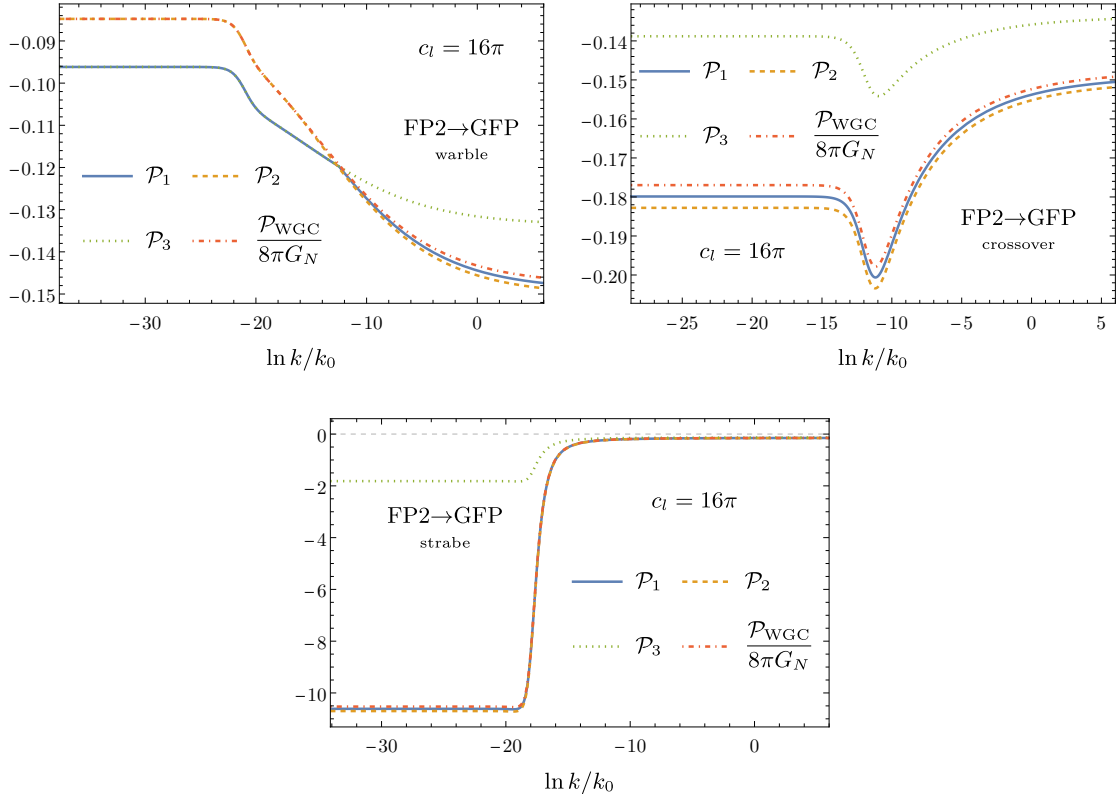 −0.09
−0.10
−0.11
−0.12
−0.13
−0.14
−0.15
c_l = 16π
FP2→GFP
warble
𝒫₁ 𝒫₂
𝒫₃ 𝒫_WGC
8πG_N
−30 −20 −10 0
ln k/k₀
−0.14
−0.15
−0.16
−0.17
−0.18
−0.19
−0.20
𝒫₁ 𝒫₂
𝒫₃ 𝒫_WGC
8πG_N
FP2→GFP
crossover
c_l = 16π
−25 −20 −15 −10 −5 0 5
ln k/k₀
0
−2
−4
−6
−8
−10
FP2→GFP
strabe
c_l = 16π
𝒫₁ 𝒫₂
𝒫₃ 𝒫_WGC
8πG_N
−30 −20 −10 0
ln k/k₀